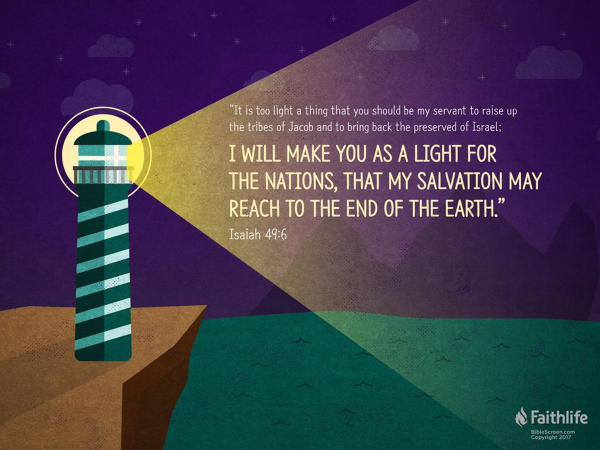 "It is too light a thing that you should be my servant to raise up
the tribes of Jacob and to bring back the preserved of Israel;
I WILL MAKE YOU AS A LIGHT FOR
THE NATIONS, THAT MY SALVATION MAY
REACH TO THE END OF THE EARTH."
Isaiah 49:6
Faithlife
BibleScreen.com
Copyright 2017